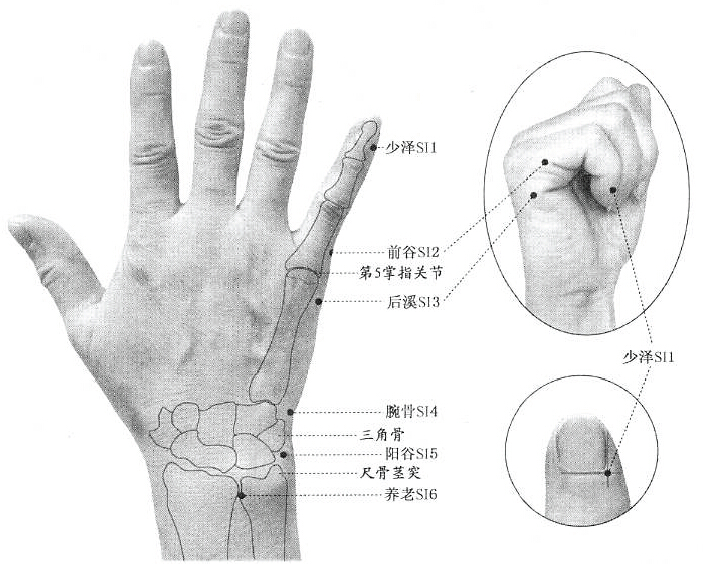 少泽SI1
前谷SI2
第5掌指关节
后溪SI3
少泽SI1
腕骨SI4
三角骨
阳谷SI5
尺骨茎突
养老SI6